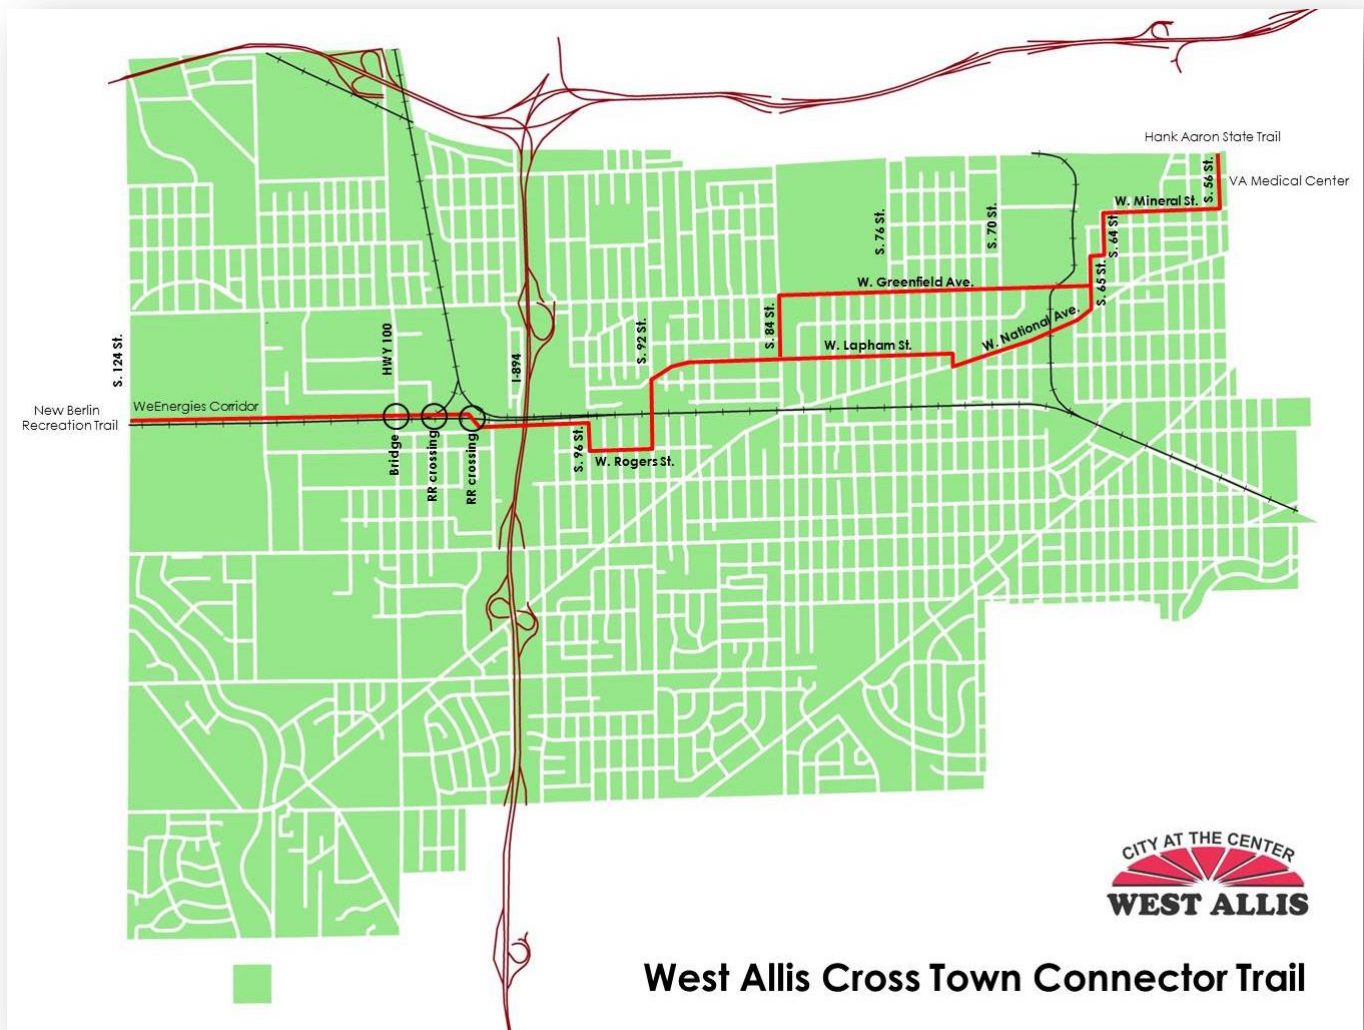 Hank Aaron State Trail
S. 56 St.
VA Medical Center
W. Mineral St.
S. 64 St.
S. 76 St.
S. 70 St.
W. Greenfield Ave.
S. 65 St.
S. 84 St.
W. National Ave.
S. 92 St.
W. Lapham St.
HWY 100
I-894
S. 124 St.
New Berlin
Recreation Trail
WeEnergies Corridor
Bridge
RR crossing
RR crossing
S. 96 St.
W. Rogers St.
CITY AT THE CENTER
WEST ALLIS
West Allis Cross Town Connector Trail